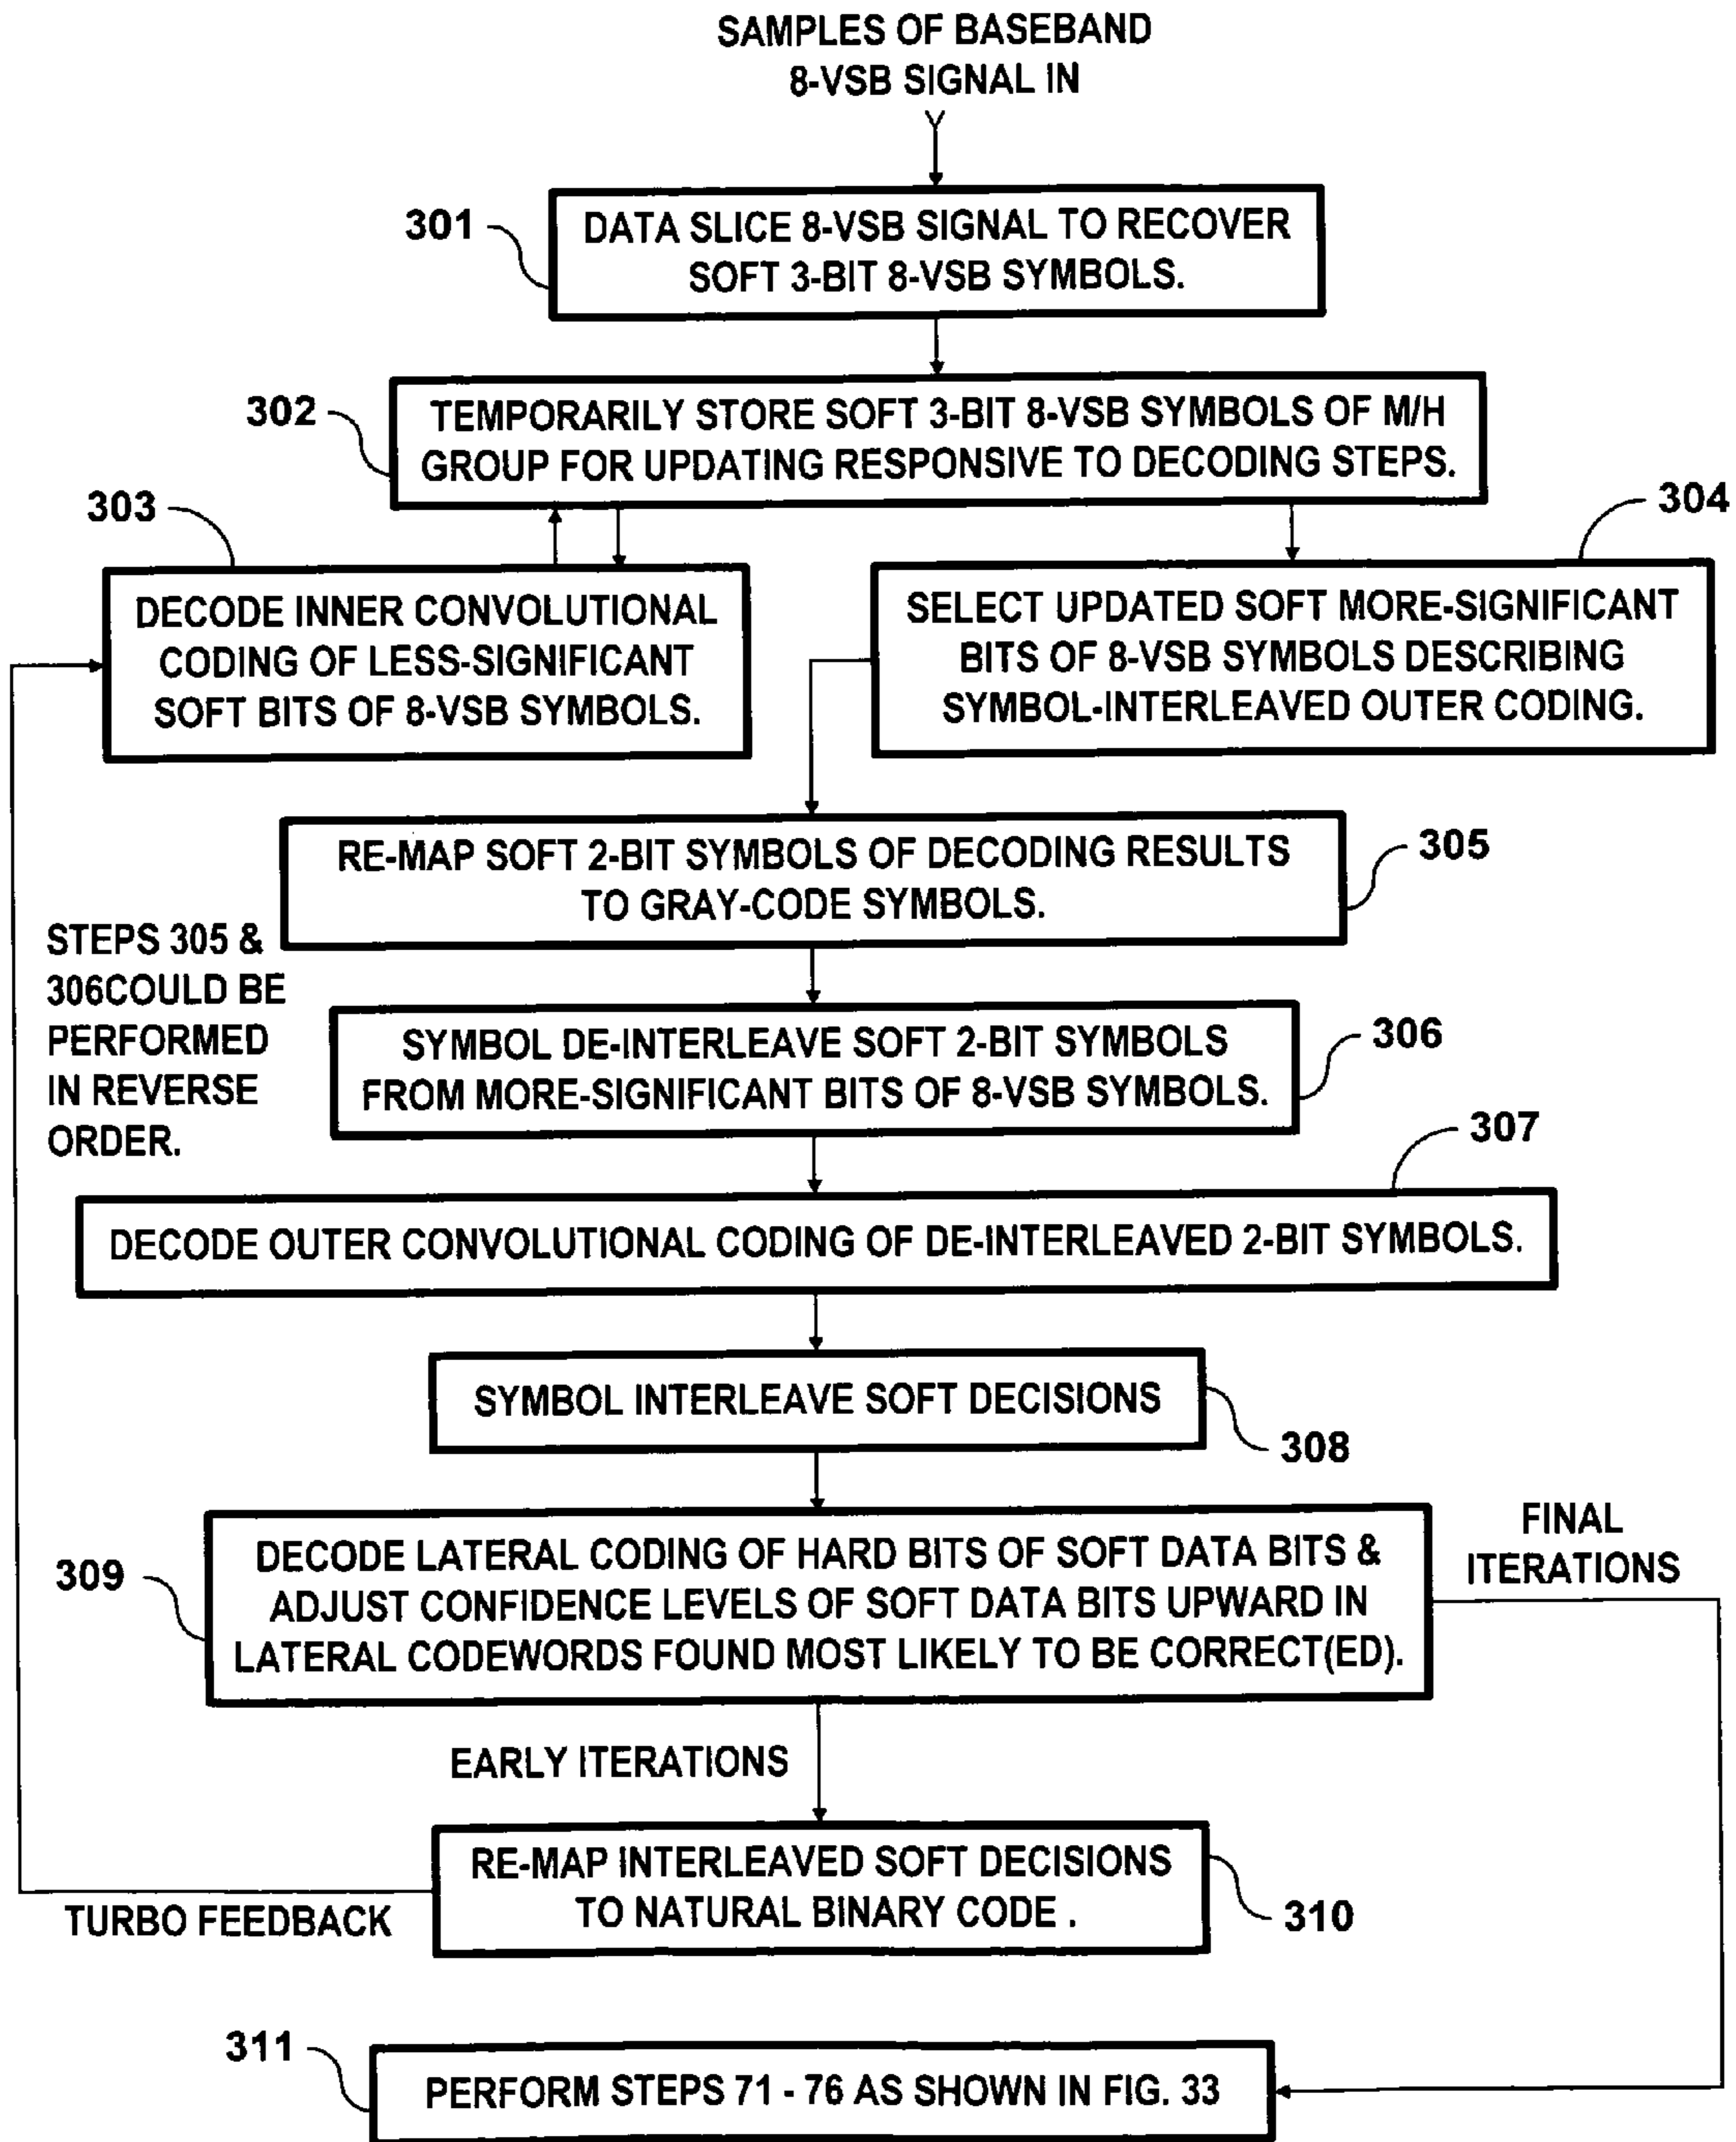 SAMPLES OF BASEBAND
8-VSB SIGNAL IN
301
DATA SLICE 8-VSB SIGNAL TO RECOVER
SOFT 3-BIT 8-VSB SYMBOLS.
302
TEMPORARILY STORE SOFT 3-BIT 8-VSB SYMBOLS OF M/H
GROUP FOR UPDATING RESPONSIVE TO DECODING STEPS.
303
DECODE INNER CONVOLUTIONAL
CODING OF LESS-SIGNIFICANT
SOFT BITS OF 8-VSB SYMBOLS.
304
SELECT UPDATED SOFT MORE-SIGNIFICANT
BITS OF 8-VSB SYMBOLS DESCRIBING
SYMBOL-INTERLEAVED OUTER CODING.
RE-MAP SOFT 2-BIT SYMBOLS OF DECODING RESULTS
TO GRAY-CODE SYMBOLS.
305
STEPS 305 &
306COULD BE
PERFORMED
IN REVERSE
ORDER.
SYMBOL DE-INTERLEAVE SOFT 2-BIT SYMBOLS
FROM MORE-SIGNIFICANT BITS OF 8-VSB SYMBOLS.
306
307
DECODE OUTER CONVOLUTIONAL CODING OF DE-INTERLEAVED 2-BIT SYMBOLS.
SYMBOL INTERLEAVE SOFT DECISIONS
308
309
DECODE LATERAL CODING OF HARD BITS OF SOFT DATA BITS &
ADJUST CONFIDENCE LEVELS OF SOFT DATA BITS UPWARD IN
LATERAL CODEWORDS FOUND MOST LIKELY TO BE CORRECT(ED).
FINAL
ITERATIONS
EARLY ITERATIONS
RE-MAP INTERLEAVED SOFT DECISIONS
TO NATURAL BINARY CODE .
310
TURBO FEEDBACK
311
PERFORM STEPS 71 - 76 AS SHOWN IN FIG. 33